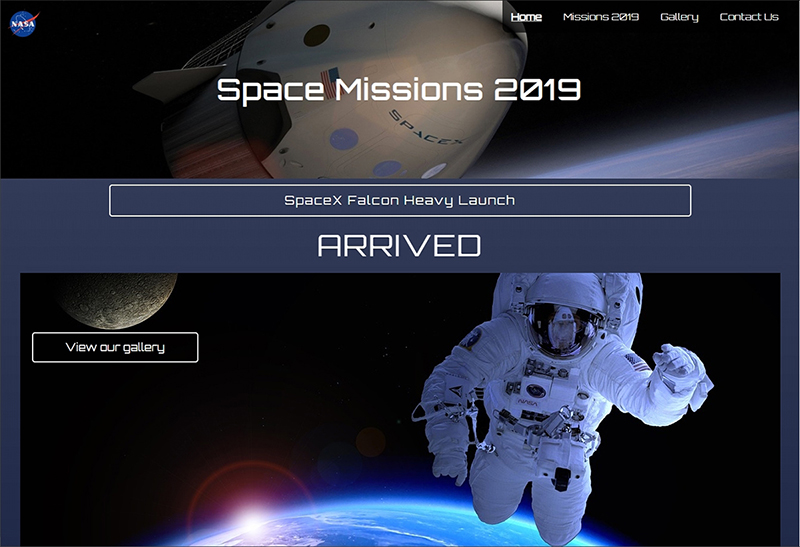 NASA
Home Missions 2019 Gallery Contact Us
Space Missions 2019
SPACEX
SpaceX Falcon Heavy Launch
ARRIVED
View our gallery
NASA